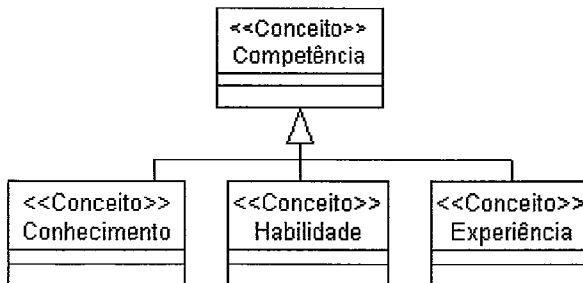 <<Conceito>>
Competência
<<Conceito>>
Conhecimento
<<Conceito>>
Habilidade
<<Conceito>>
Experiência